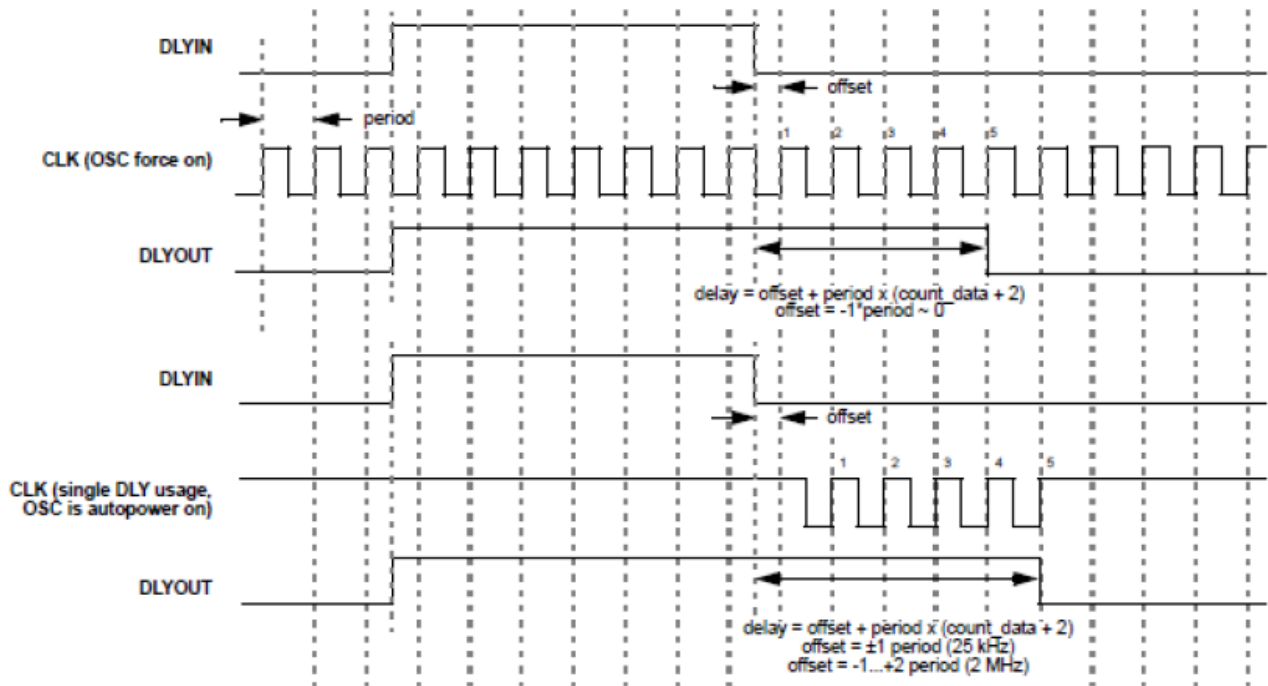 DLYIN
offset
period
1 2 3 4 5
CLK (OSC force on)
DLYOUT
delay = offset + period x (count_data + 2)
offset = -1*period ~ 0
DLYIN
offset
1 2 3 4 5
CLK (single DLY usage,
OSC is autopower on)
DLYOUT
delay = offset + period x (count_data + 2)
offset = ±1 period (25 kHz)
offset = -1...+2 period (2 MHz)